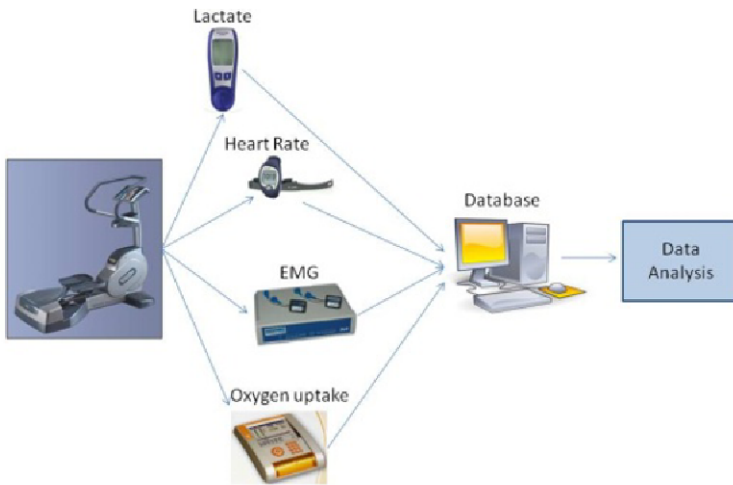 Lactate
Heart Rate
Database
Data
Analysis
EMG
Oxygen uptake